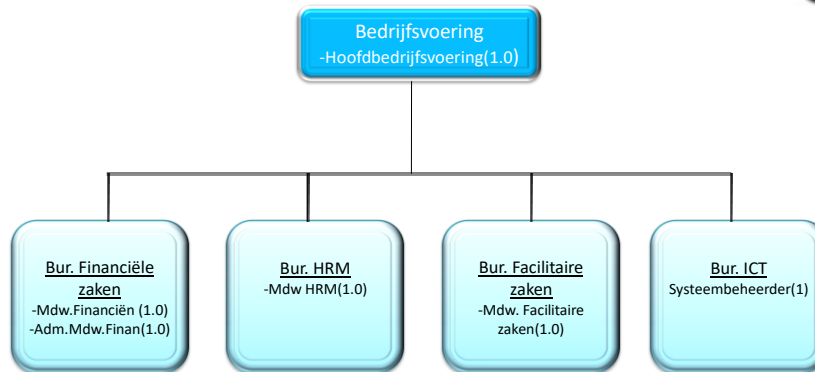 Bedrijfsvoering
-Hoofdbedrijfsvoering(1.0)
Bur. Financiële
zaken
-Mdw.Financiën (1.0)
-Adm.Mdw.Finan(1.0)
Bur. HRM
-Mdw HRM(1.0)
Bur. Facilitaire
zaken
-Mdw. Facilitaire
zaken(1.0)
Bur. ICT
Systeembeheerder(1)